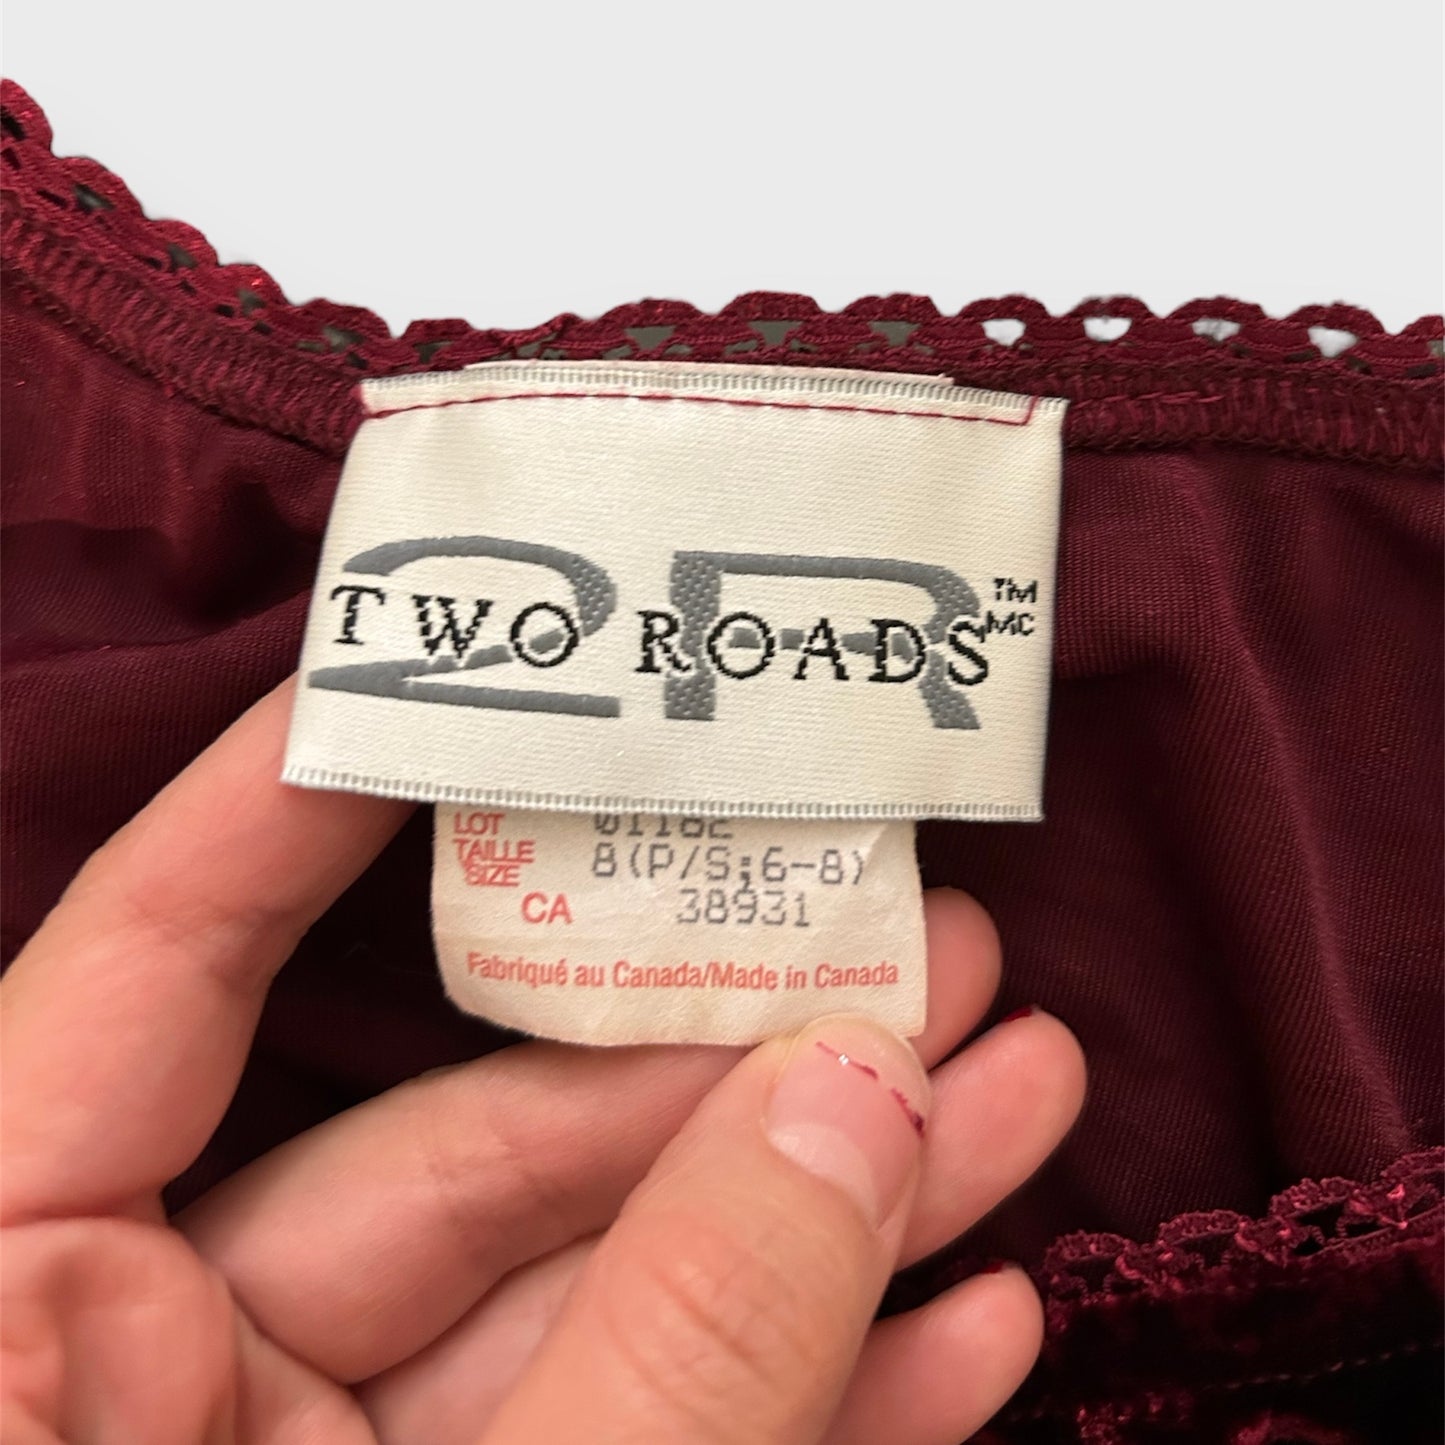 2R
TWO ROADS
TM
MC
LOT 01182
TAILLE
SIZE 8(P/S;6-8)
CA 38931
Fabriqué au Canada/Made in Canada